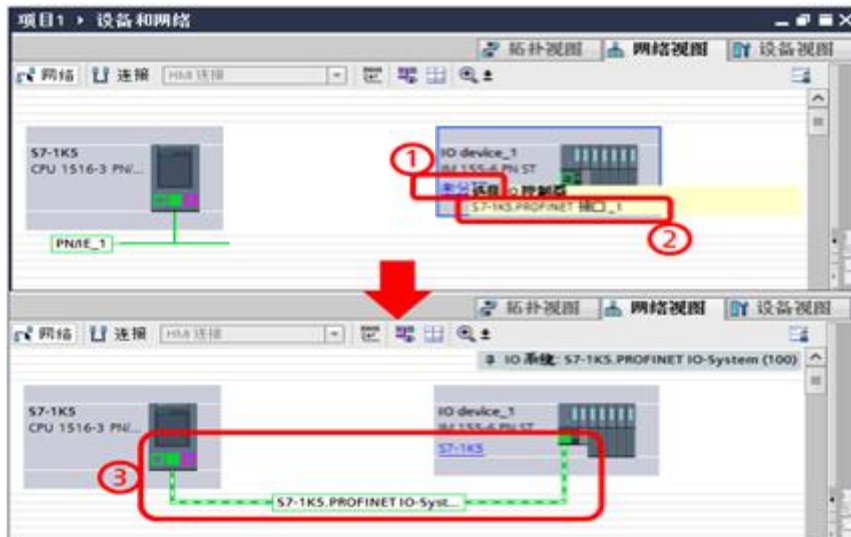 项目1 ▸ 设备和网络
拓扑视图 网络视图 设备视图
网络 连接 HMI 连接
S7-1K5
CPU 1516-3 PN/...
IO device_1
IM 155-6 PN ST
①
未分
选择 IO 控制器
S7-1K5.PROFINET 接口_1
②
PN/IE_1
拓扑视图 网络视图 设备视图
网络 连接 HMI 连接
IO 系统: S7-1K5.PROFINET IO-System (100)
S7-1K5
CPU 1516-3 PN/...
IO device_1
IM 155-6 PN ST
S7-1K5
③
S7-1K5.PROFINET IO-Syst...